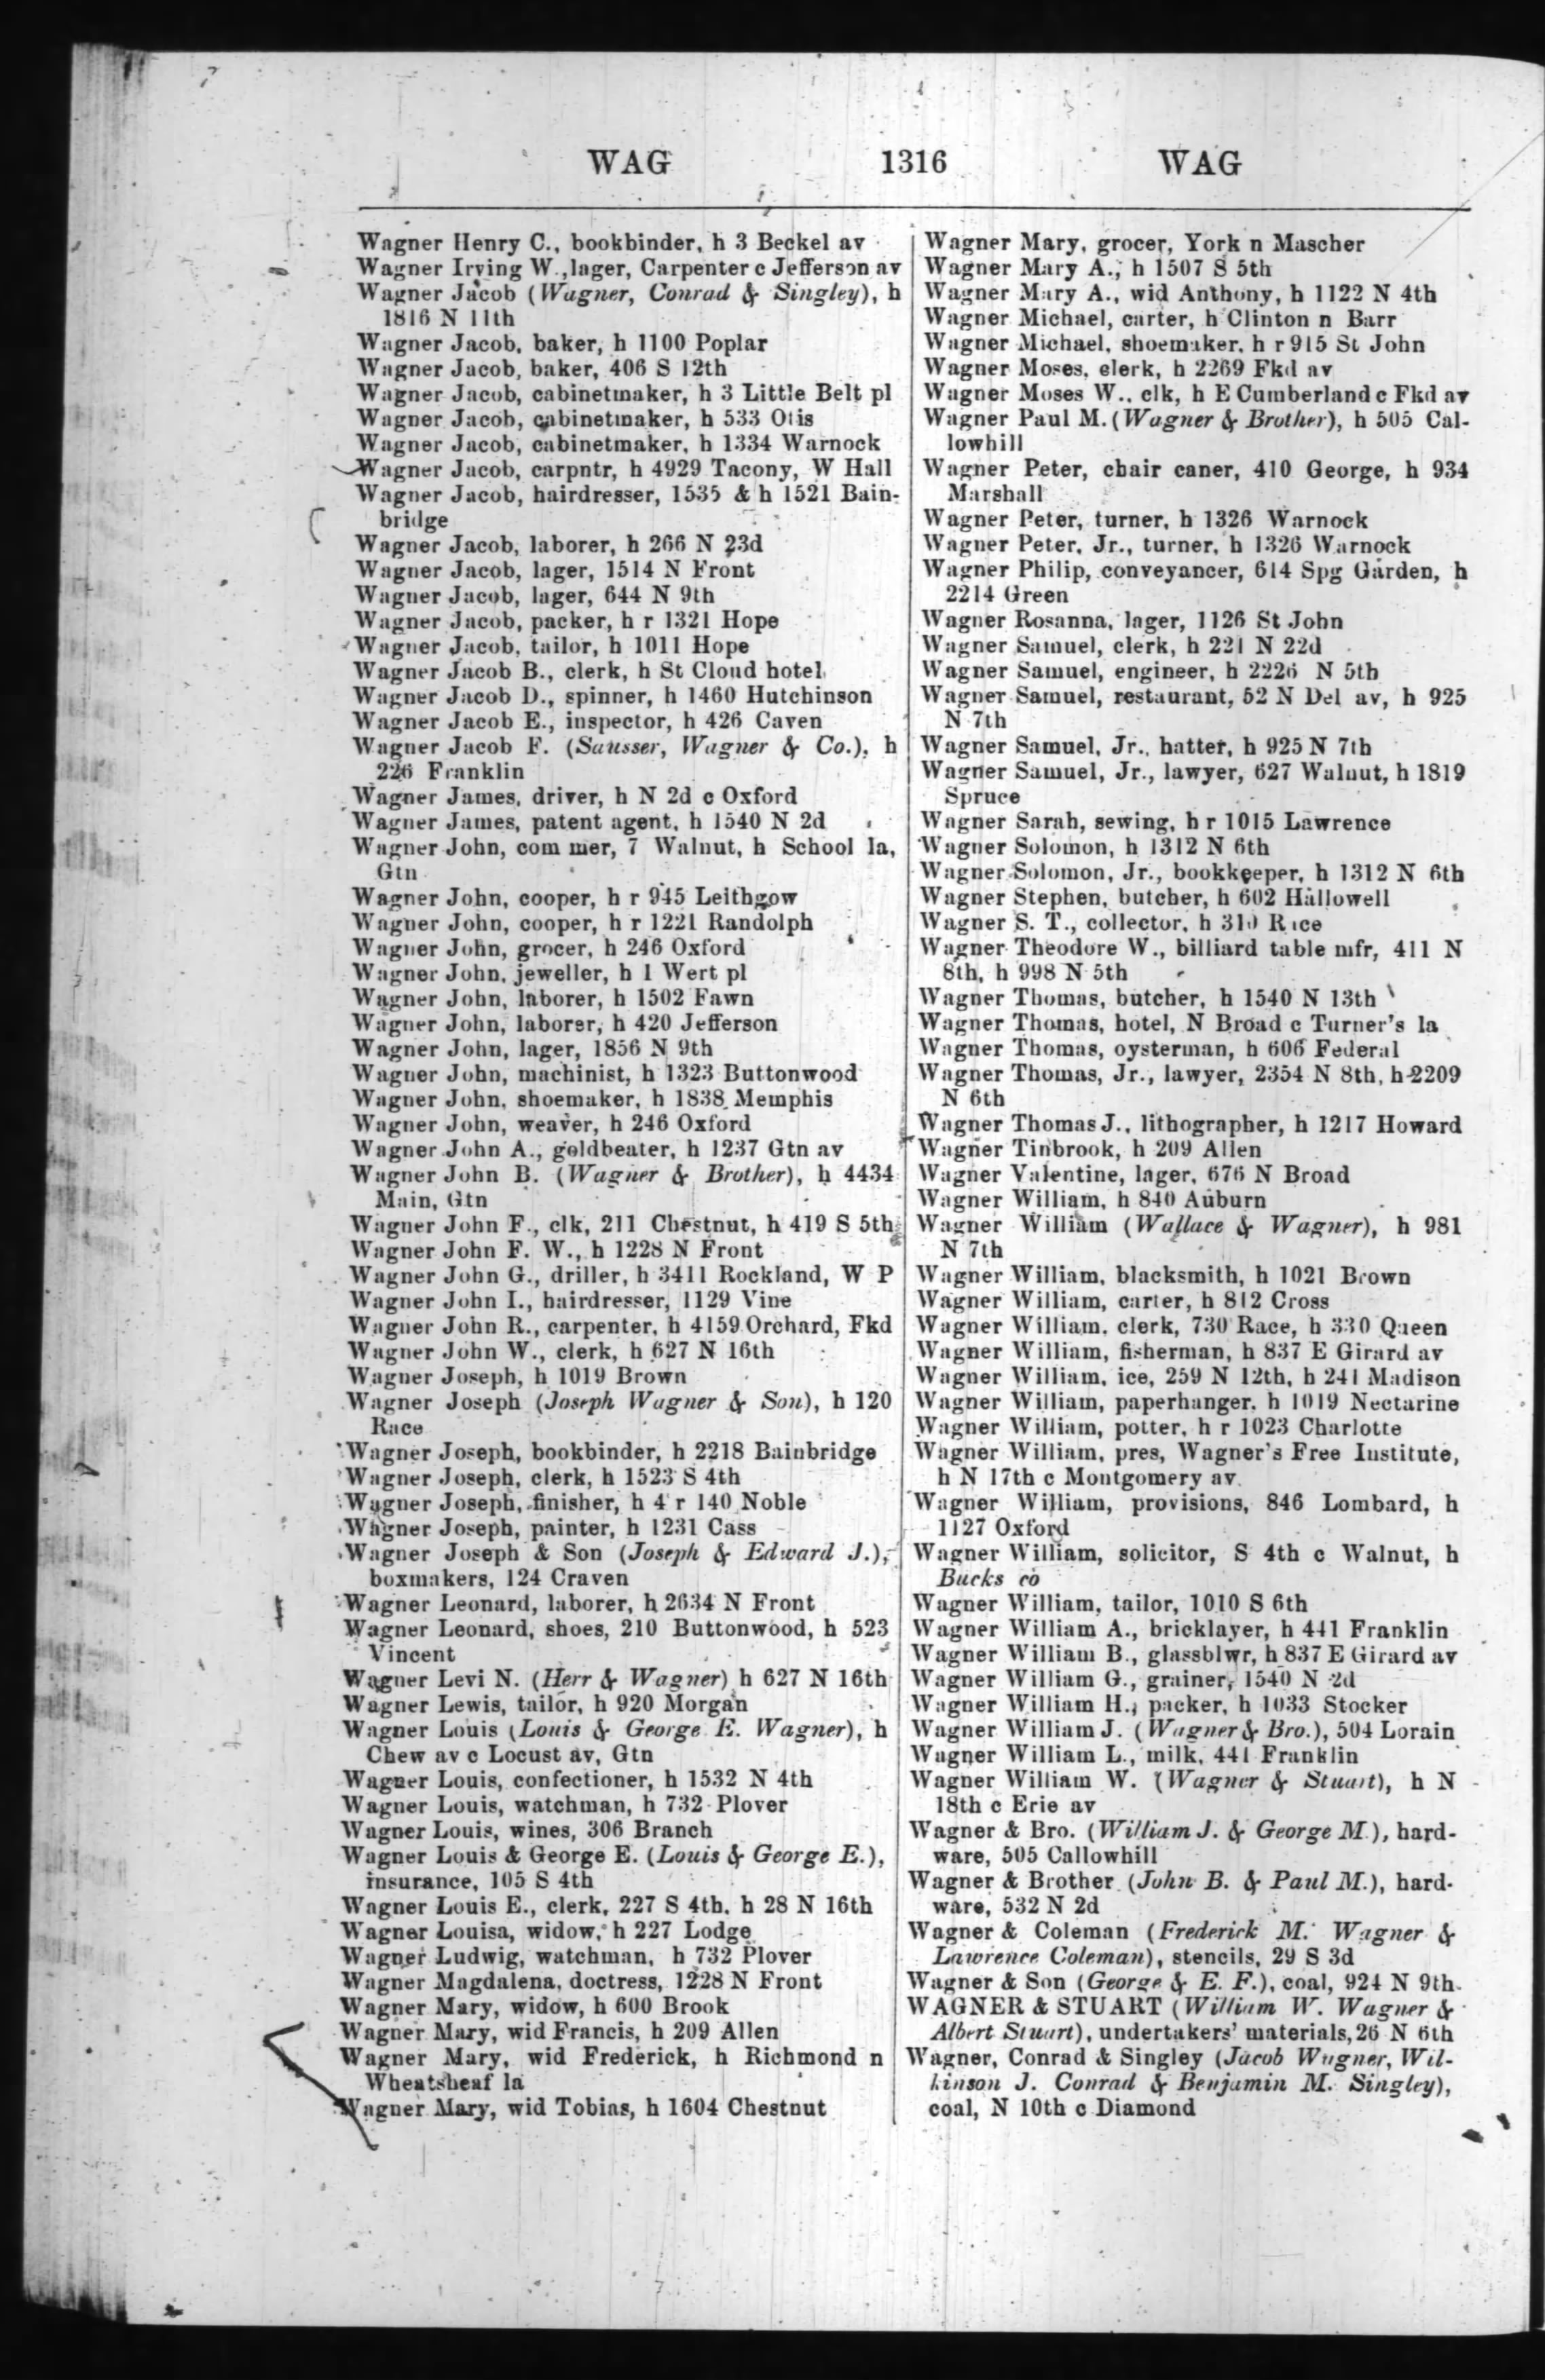 WAG 1316 WAG
Wagner Henry C., bookbinder, h 3 Beckel av
Wagner Irving W., lager, Carpenter c Jefferson av
Wagner Jacob (Wagner, Conrad & Singley), h
1816 N 11th
Wagner Jacob, baker, h 1100 Poplar
Wagner Jacob, baker, 406 S 12th
Wagner Jacob, cabinetmaker, h 3 Little Belt pl
Wagner Jacob, cabinetmaker, h 533 Otis
Wagner Jacob, cabinetmaker, h 1334 Warnock
Wagner Jacob, carpntr, h 4929 Tacony, W Hall
Wagner Jacob, hairdresser, 1535 & h 1521 Bain-
bridge
Wagner Jacob, laborer, h 266 N 23d
Wagner Jacob, lager, 1514 N Front
Wagner Jacob, lager, 644 N 9th
Wagner Jacob, packer, h r 1321 Hope
Wagner Jacob, tailor, h 1011 Hope
Wagner Jacob B., clerk, h St Cloud hotel
Wagner Jacob D., spinner, h 1460 Hutchinson
Wagner Jacob E., inspector, h 426 Caven
Wagner Jacob F. (Sausser, Wagner & Co.), h
226 Franklin
Wagner James, driver, h N 2d c Oxford
Wagner James, patent agent, h 1540 N 2d
Wagner John, com mer, 7 Walnut, h School la,
Gtn
Wagner John, cooper, h r 945 Leithgow
Wagner John, cooper, h r 1221 Randolph
Wagner John, grocer, h 246 Oxford
Wagner John, jeweller, h 1 Wert pl
Wagner John, laborer, h 1502 Fawn
Wagner John, laborer, h 420 Jefferson
Wagner John, lager, 1856 N 9th
Wagner John, machinist, h 1323 Buttonwood
Wagner John, shoemaker, h 1838 Memphis
Wagner John, weaver, h 246 Oxford
Wagner John A., goldbeater, h 1237 Gtn av
Wagner John B. (Wagner & Brother), h 4434
Main, Gtn
Wagner John F., clk, 211 Chestnut, h 419 S 5th
Wagner John F. W., h 1228 N Front
Wagner John G., driller, h 3411 Rockland, W P
Wagner John I., hairdresser, 1129 Vine
Wagner John R., carpenter, h 4159 Orchard, Fkd
Wagner John W., clerk, h 627 N 16th
Wagner Joseph, h 1019 Brown
Wagner Joseph (Joseph Wagner & Son), h 120
Race
Wagner Joseph, bookbinder, h 2218 Bainbridge
Wagner Joseph, clerk, h 1523 S 4th
Wagner Joseph, finisher, h 4 r 140 Noble
Wagner Joseph, painter, h 1231 Cass
Wagner Joseph & Son (Joseph & Edward J.),
boxmakers, 124 Craven
Wagner Leonard, laborer, h 2634 N Front
Wagner Leonard, shoes, 210 Buttonwood, h 523
Vincent
Wagner Levi N. (Herr & Wagner) h 627 N 16th
Wagner Lewis, tailor, h 920 Morgan
Wagner Louis (Louis & George E. Wagner), h
Chew av c Locust av, Gtn
Wagner Louis, confectioner, h 1532 N 4th
Wagner Louis, watchman, h 732 Plover
Wagner Louis, wines, 306 Branch
Wagner Louis & George E. (Louis & George E.),
insurance, 105 S 4th
Wagner Louis E., clerk, 227 S 4th, h 28 N 16th
Wagner Louisa, widow, h 227 Lodge
Wagner Ludwig, watchman, h 732 Plover
Wagner Magdalena, doctress, 1228 N Front
Wagner Mary, widow, h 600 Brook
Wagner Mary, wid Francis, h 209 Allen
Wagner Mary, wid Frederick, h Richmond n
Wheatsheaf la
Wagner Mary, wid Tobias, h 1604 Chestnut
Wagner Mary, grocer, York n Mascher
Wagner Mary A., h 1507 S 5th
Wagner Mary A., wid Anthony, h 1122 N 4th
Wagner Michael, carter, h Clinton n Barr
Wagner Michael, shoemaker, h r 915 St John
Wagner Moses, clerk, h 2269 Fkd av
Wagner Moses W., clk, h E Cumberland c Fkd av
Wagner Paul M. (Wagner & Brother), h 505 Cal-
lowhill
Wagner Peter, chair caner, 410 George, h 934
Marshall
Wagner Peter, turner, h 1326 Warnock
Wagner Peter, Jr., turner, h 1326 Warnock
Wagner Philip, conveyancer, 614 Spg Garden, h
2214 Green
Wagner Rosanna, lager, 1126 St John
Wagner Samuel, clerk, h 221 N 22d
Wagner Samuel, engineer, h 2226 N 5th
Wagner Samuel, restaurant, 52 N Del av, h 925
N 7th
Wagner Samuel, Jr., hatter, h 925 N 7th
Wagner Samuel, Jr., lawyer, 627 Walnut, h 1819
Spruce
Wagner Sarah, sewing, h r 1015 Lawrence
Wagner Solomon, h 1312 N 6th
Wagner Solomon, Jr., bookkeeper, h 1312 N 6th
Wagner Stephen, butcher, h 602 Hallowell
Wagner S. T., collector, h 310 Race
Wagner Theodore W., billiard table mfr, 411 N
8th, h 998 N 5th
Wagner Thomas, butcher, h 1540 N 13th
Wagner Thomas, hotel, N Broad c Turner's la
Wagner Thomas, oysterman, h 606 Federal
Wagner Thomas, Jr., lawyer, 2354 N 8th, h 2209
N 6th
Wagner Thomas J., lithographer, h 1217 Howard
Wagner Tinbrook, h 209 Allen
Wagner Valentine, lager, 676 N Broad
Wagner William, h 840 Auburn
Wagner William (Wallace & Wagner), h 981
N 7th
Wagner William, blacksmith, h 1021 Brown
Wagner William, carter, h 812 Cross
Wagner William, clerk, 730 Race, h 330 Queen
Wagner William, fisherman, h 837 E Girard av
Wagner William, ice, 259 N 12th, h 241 Madison
Wagner William, paperhanger, h 1019 Nectarine
Wagner William, potter, h r 1023 Charlotte
Wagner William, pres, Wagner's Free Institute,
h N 17th c Montgomery av
Wagner William, provisions, 846 Lombard, h
1127 Oxford
Wagner William, solicitor, S 4th c Walnut, h
Bucks co
Wagner William, tailor, 1010 S 6th
Wagner William A., bricklayer, h 441 Franklin
Wagner William B., glassblwr, h 837 E Girard av
Wagner William G., grainer, 1540 N 2d
Wagner William H., packer, h 1033 Stocker
Wagner William J. (Wagner & Bro.), 504 Lorain
Wagner William L., milk, 441 Franklin
Wagner William W. (Wagner & Stuart), h N
18th c Erie av
Wagner & Bro. (William J. & George M.), hard-
ware, 505 Callowhill
Wagner & Brother (John B. & Paul M.), hard-
ware, 532 N 2d
Wagner & Coleman (Frederick M. Wagner &
Lawrence Coleman), stencils, 29 S 3d
Wagner & Son (George & E. F.), coal, 924 N 9th
WAGNER & STUART (William W. Wagner &
Albert Stuart), undertakers' materials, 26 N 6th
Wagner, Conrad & Singley (Jacob Wagner, Wil-
kinson J. Conrad & Benjamin M. Singley),
coal, N 10th c Diamond